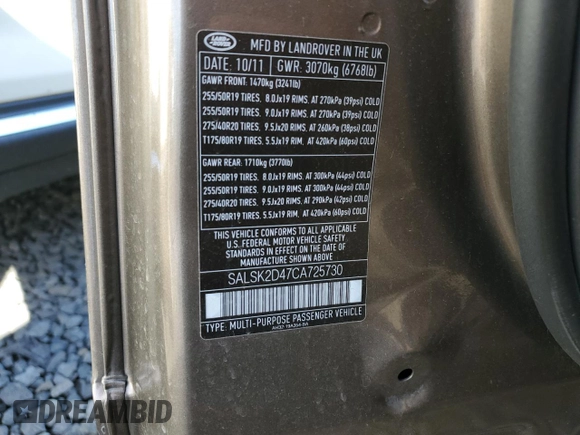 LAND ROVER
MFD BY LANDROVER IN THE UK
DATE: 10/11 GWR: 3070kg (6768lb)
GAWR FRONT: 1470kg (3241lb)
255/50R19 TIRES. 8.0Jx19 RIMS. AT 270kPa (39psi) COLD
255/50R19 TIRES. 9.0Jx19 RIMS. AT 270kPa (39psi) COLD
275/40R20 TIRES. 9.5Jx20 RIMS. AT 260kPa (38psi) COLD
T175/80R19 TIRES. 5.5Jx19 RIM. AT 420kPa (60psi) COLD
GAWR REAR: 1710kg (3770lb)
255/50R19 TIRES. 8.0Jx19 RIMS. AT 300kPa (44psi) COLD
255/50R19 TIRES. 9.0Jx19 RIMS. AT 300kPa (44psi) COLD
275/40R20 TIRES. 9.5Jx20 RIMS. AT 290kPa (42psi) COLD
T175/80R19 TIRES. 5.5Jx19 RIM. AT 420kPa (60psi) COLD
THIS VEHICLE CONFORMS TO ALL APPLICABLE
U.S. FEDERAL MOTOR VEHICLE SAFETY
STANDARDS IN EFFECT ON THE DATE OF
MANUFACTURE SHOWN ABOVE
SALSK2D47CA725730
TYPE: MULTI-PURPOSE PASSENGER VEHICLE
DREAMBID